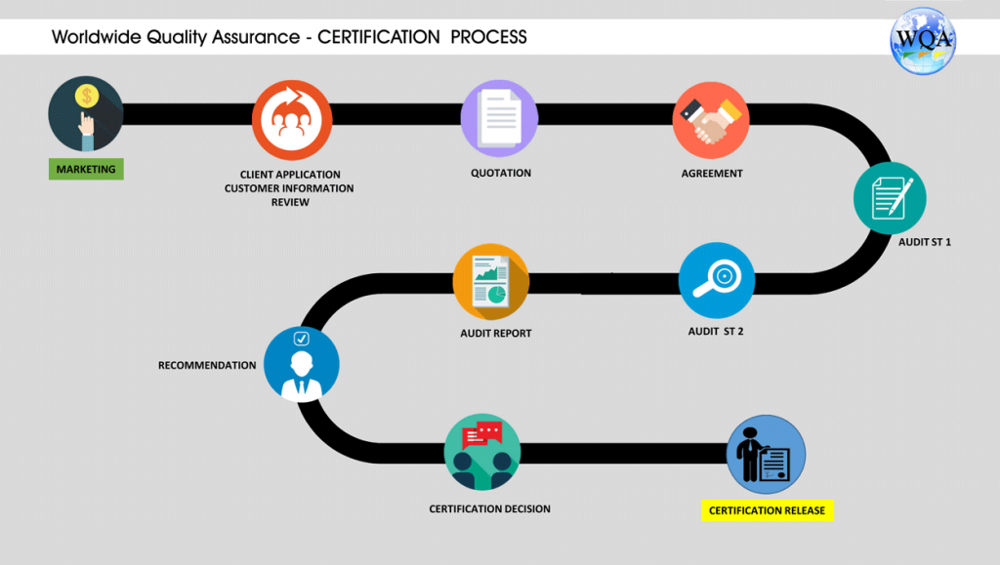 Worldwide Quality Assurance - CERTIFICATION PROCESS
WQA
$
MARKETING
CLIENT APPLICATION
CUSTOMER INFORMATION
REVIEW
QUOTATION
AGREEMENT
AUDIT ST 1
AUDIT REPORT
AUDIT ST 2
RECOMMENDATION
CERTIFICATION DECISION
CERTIFICATION RELEASE